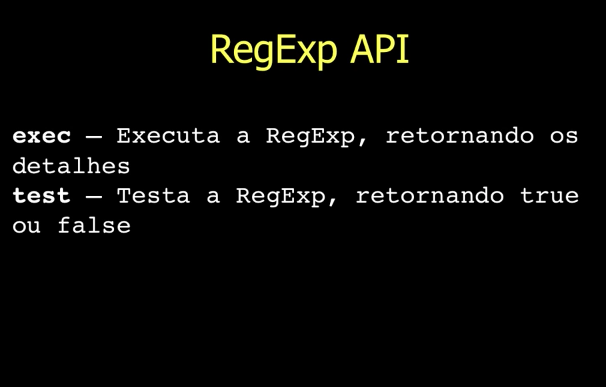 RegExp API
exec – Executa a RegExp, retornando os
detalhes
test – Testa a RegExp, retornando true
ou false